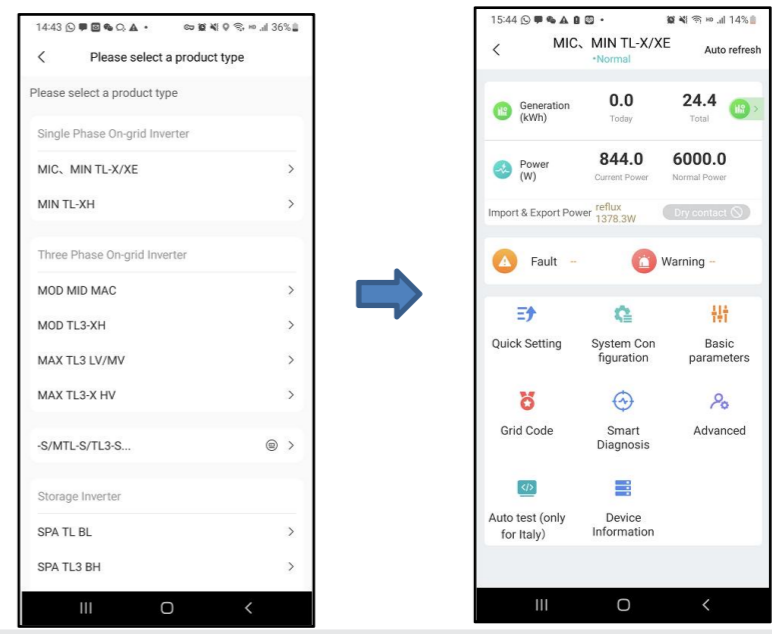 14:43 36%
Please select a product type
Please select a product type
Single Phase On-grid Inverter
MIC、MIN TL-X/XE
MIN TL-XH
Three Phase On-grid Inverter
MOD MID MAC
MOD TL3-XH
MAX TL3 LV/MV
MAX TL3-X HV
-S/MTL-S/TL3-S...
Storage Inverter
SPA TL BL
SPA TL3 BH
15:44 14%
MIC、MIN TL-X/XE
•Normal
Auto refresh
Generation
(kWh)
0.0
Today
24.4
Total
Power
(W)
844.0
Current Power
6000.0
Normal Power
Import & Export Power
reflux
1378.3W
Dry contact
Fault --
Warning --
Quick Setting
System Con
figuration
Basic
parameters
Grid Code
Smart
Diagnosis
Advanced
Auto test (only
for Italy)
Device
Information